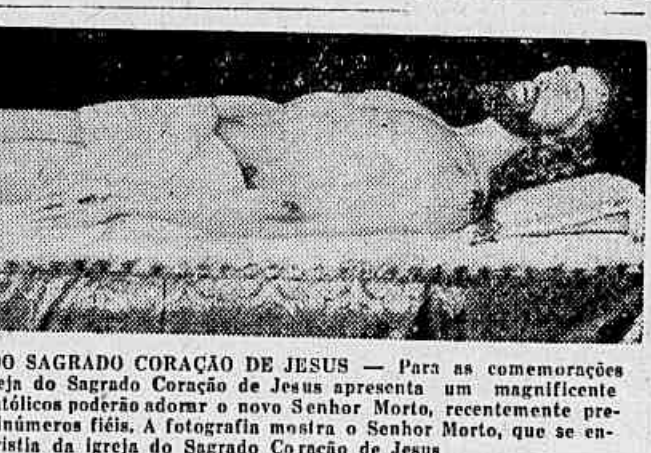 DO SAGRADO CORAÇÃO DE JESUS — Para as comemorações
eja do Sagrado Coração de Jesus apresenta um magnificente
atólicos poderão adorar o novo Senhor Morto, recentemente pre-
inúmeros fiéis. A fotografia mostra o Senhor Morto, que se en-
ristia da igreja do Sagrado Coração de Jesus